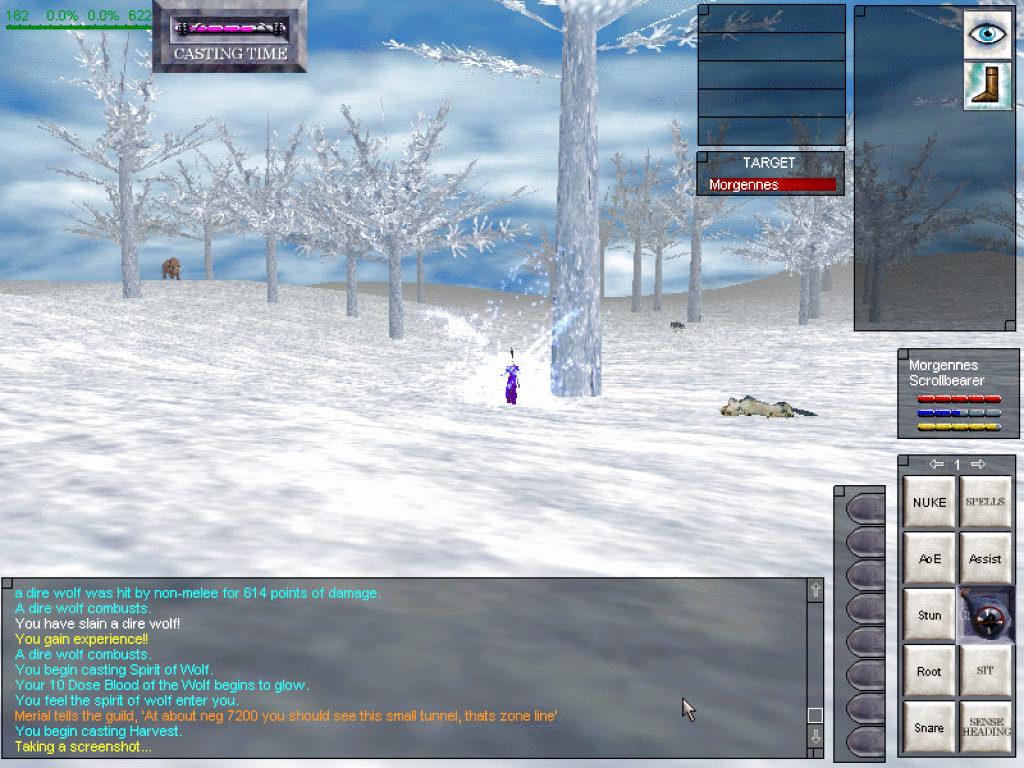 182 0.0% 0.0% 622
CASTING TIME
TARGET
Morgennes
Morgennes
Scrollbearer
1
NUKE
SPELLS
AoE
Assist
Stun
Root
SIT
Snare
SENSE
HEADING
a dire wolf was hit by non-melee for 614 points of damage.
A dire wolf combusts.
You have slain a dire wolf!
You gain experience!!
A dire wolf combusts.
You begin casting Spirit of Wolf.
Your 10 Dose Blood of the Wolf begins to glow.
You feel the spirit of wolf enter you.
Merial tells the guild, 'At about neg 7200 you should see this small tunnel, thats zone line'
You begin casting Harvest.
Taking a screenshot...